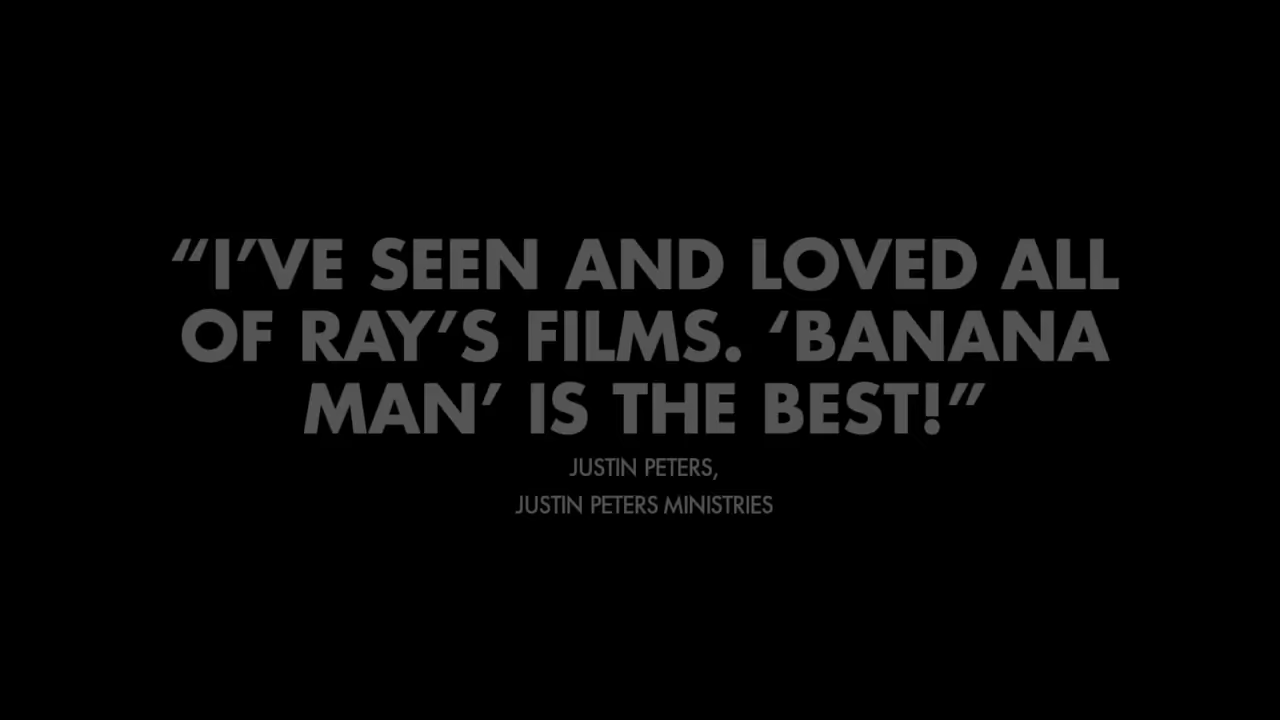 “I’VE SEEN AND LOVED ALL
OF RAY’S FILMS. ‘BANANA
MAN’ IS THE BEST!”
JUSTIN PETERS,
JUSTIN PETERS MINISTRIES